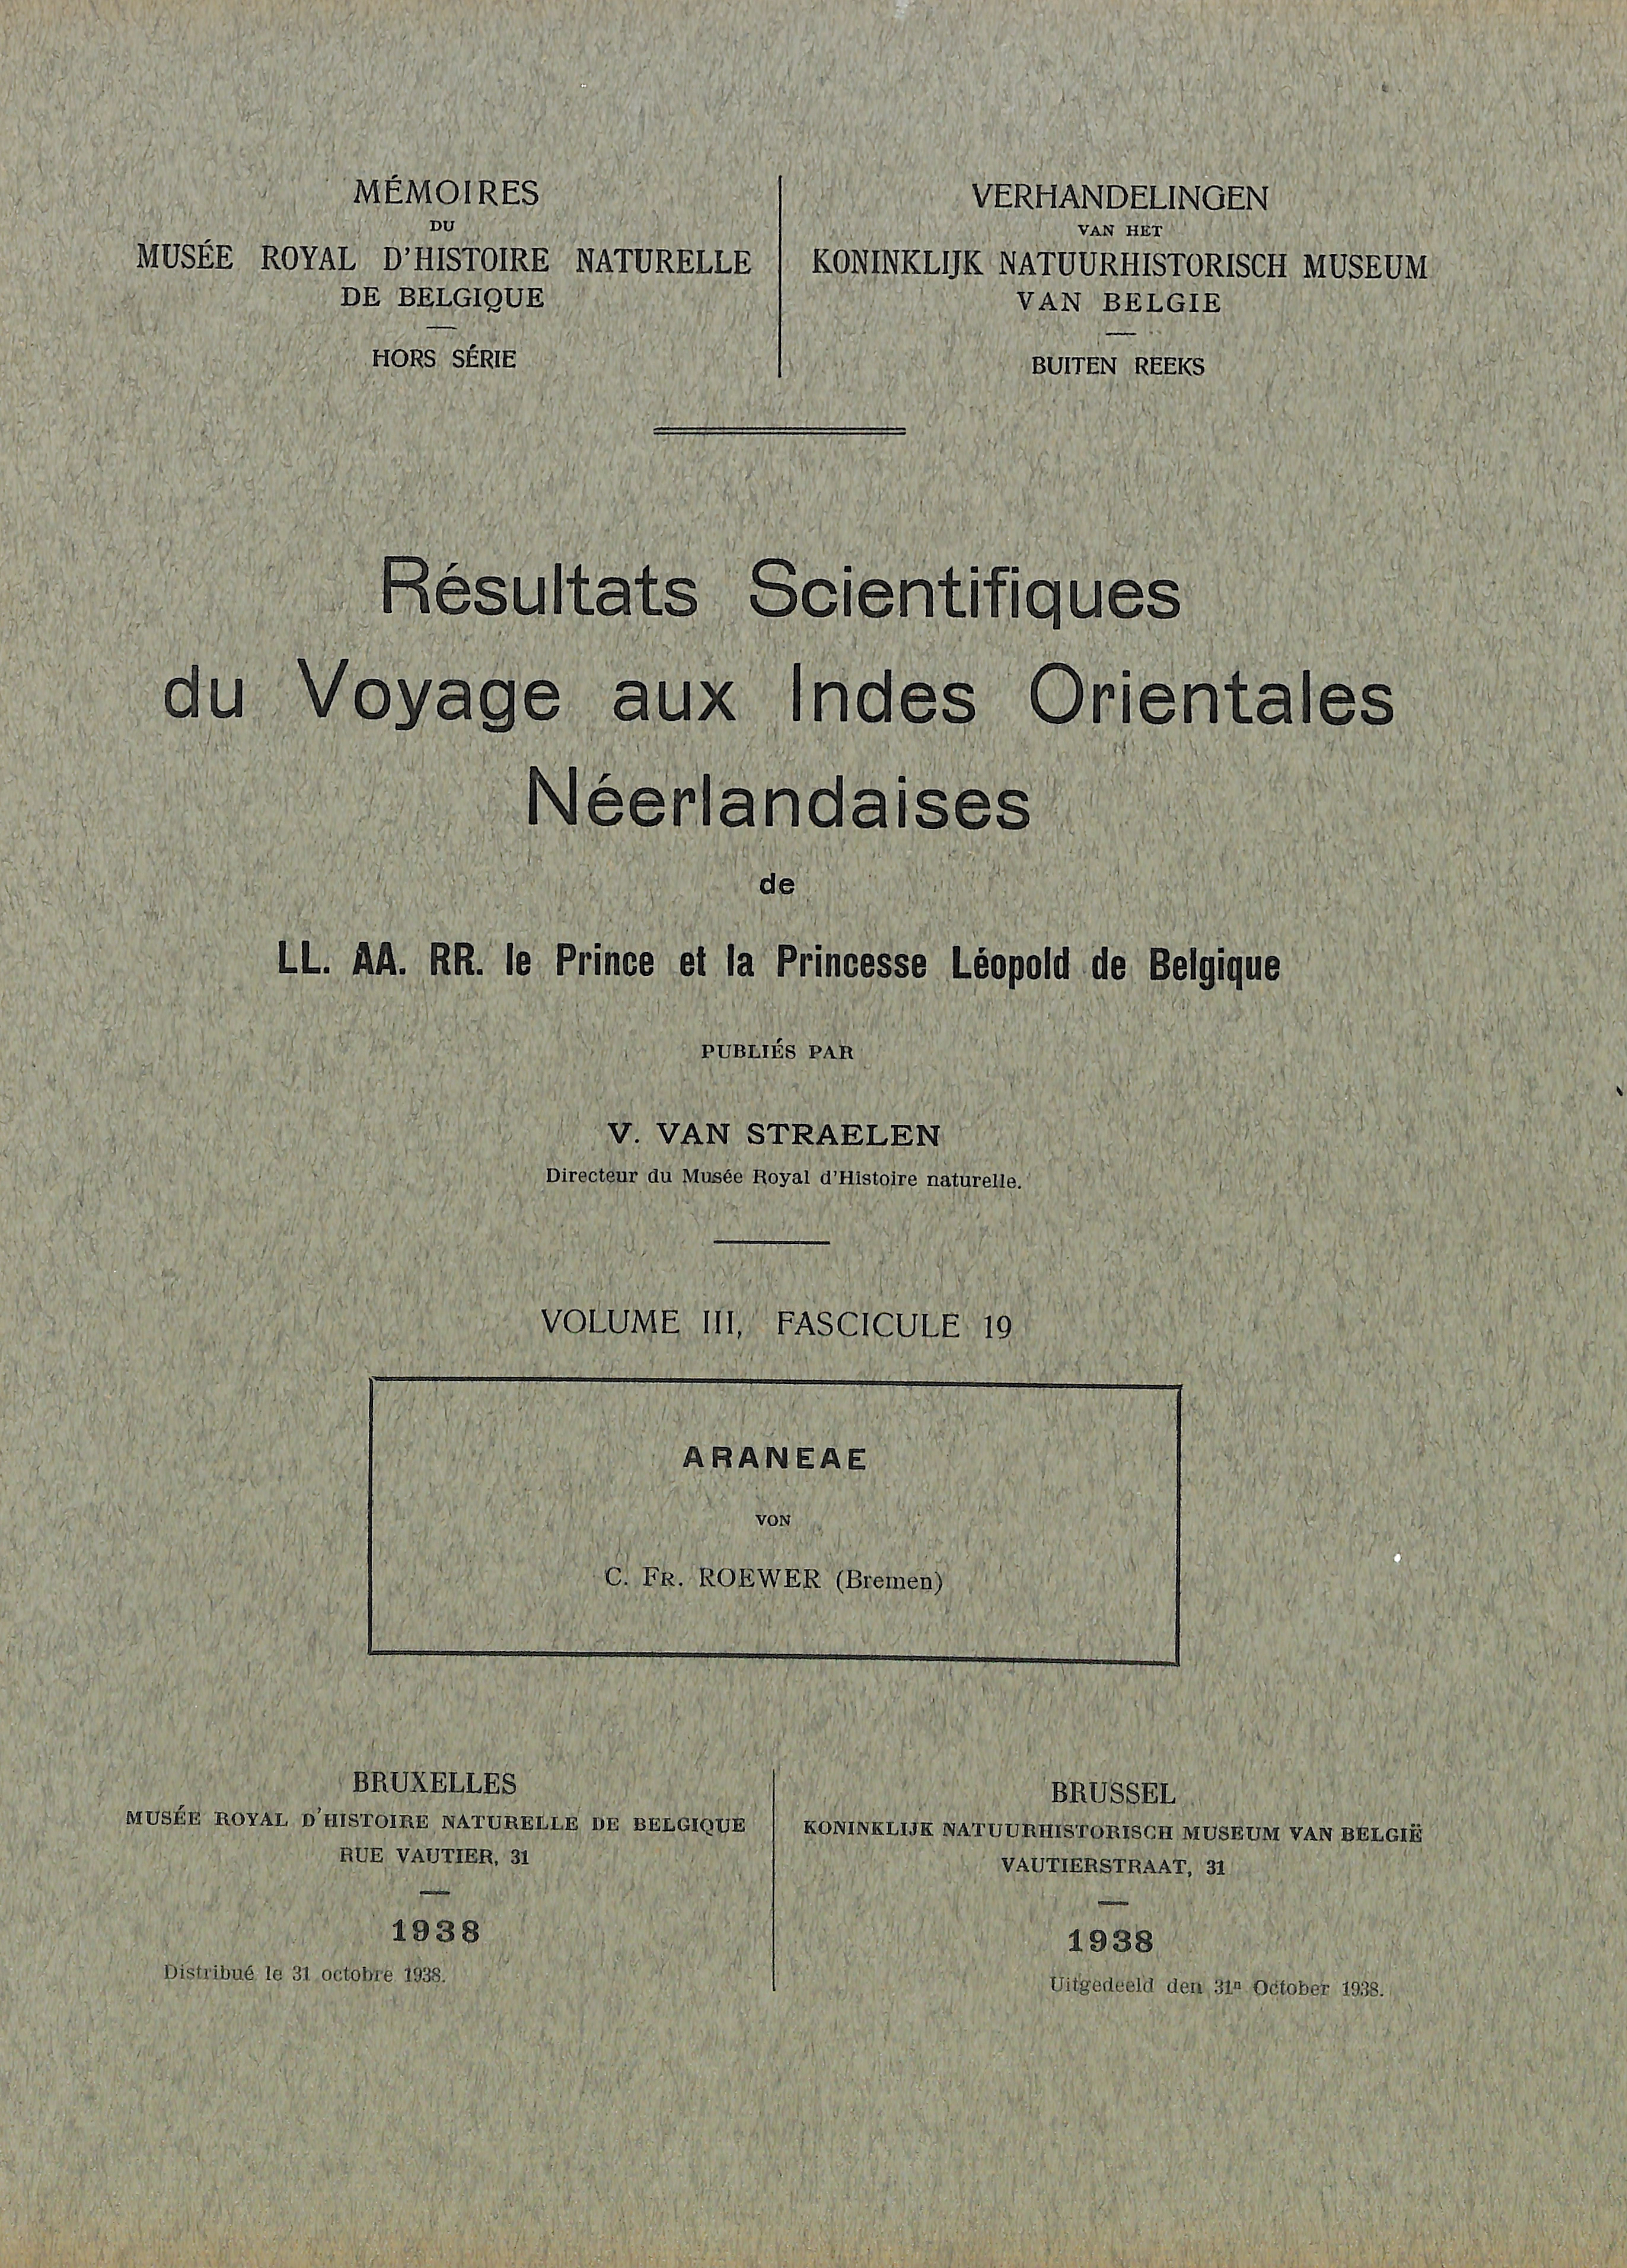 MÉMOIRES
DU
MUSÉE ROYAL D'HISTOIRE NATURELLE
DE BELGIQUE
HORS SÉRIE
VERHANDELINGEN
VAN HET
KONINKLIJK NATUURHISTORISCH MUSEUM
VAN BELGIE
BUITEN REEKS
Résultats Scientifiques
du Voyage aux Indes Orientales
Néerlandaises
de
LL. AA. RR. le Prince et la Princesse Léopold de Belgique
PUBLIÉS PAR
V. VAN STRAELEN
Directeur du Musée Royal d'Histoire naturelle.
VOLUME III, FASCICULE 19
ARANEAE
VON
C. FR. ROEWER (Bremen)
BRUXELLES
MUSÉE ROYAL D'HISTOIRE NATURELLE DE BELGIQUE
RUE VAUTIER, 31
1938
Distribué le 31 octobre 1938.
BRUSSEL
KONINKLIJK NATUURHISTORISCH MUSEUM VAN BELGIË
VAUTIERSTRAAT, 31
1938
Uitgedeeld den 31n October 1938.